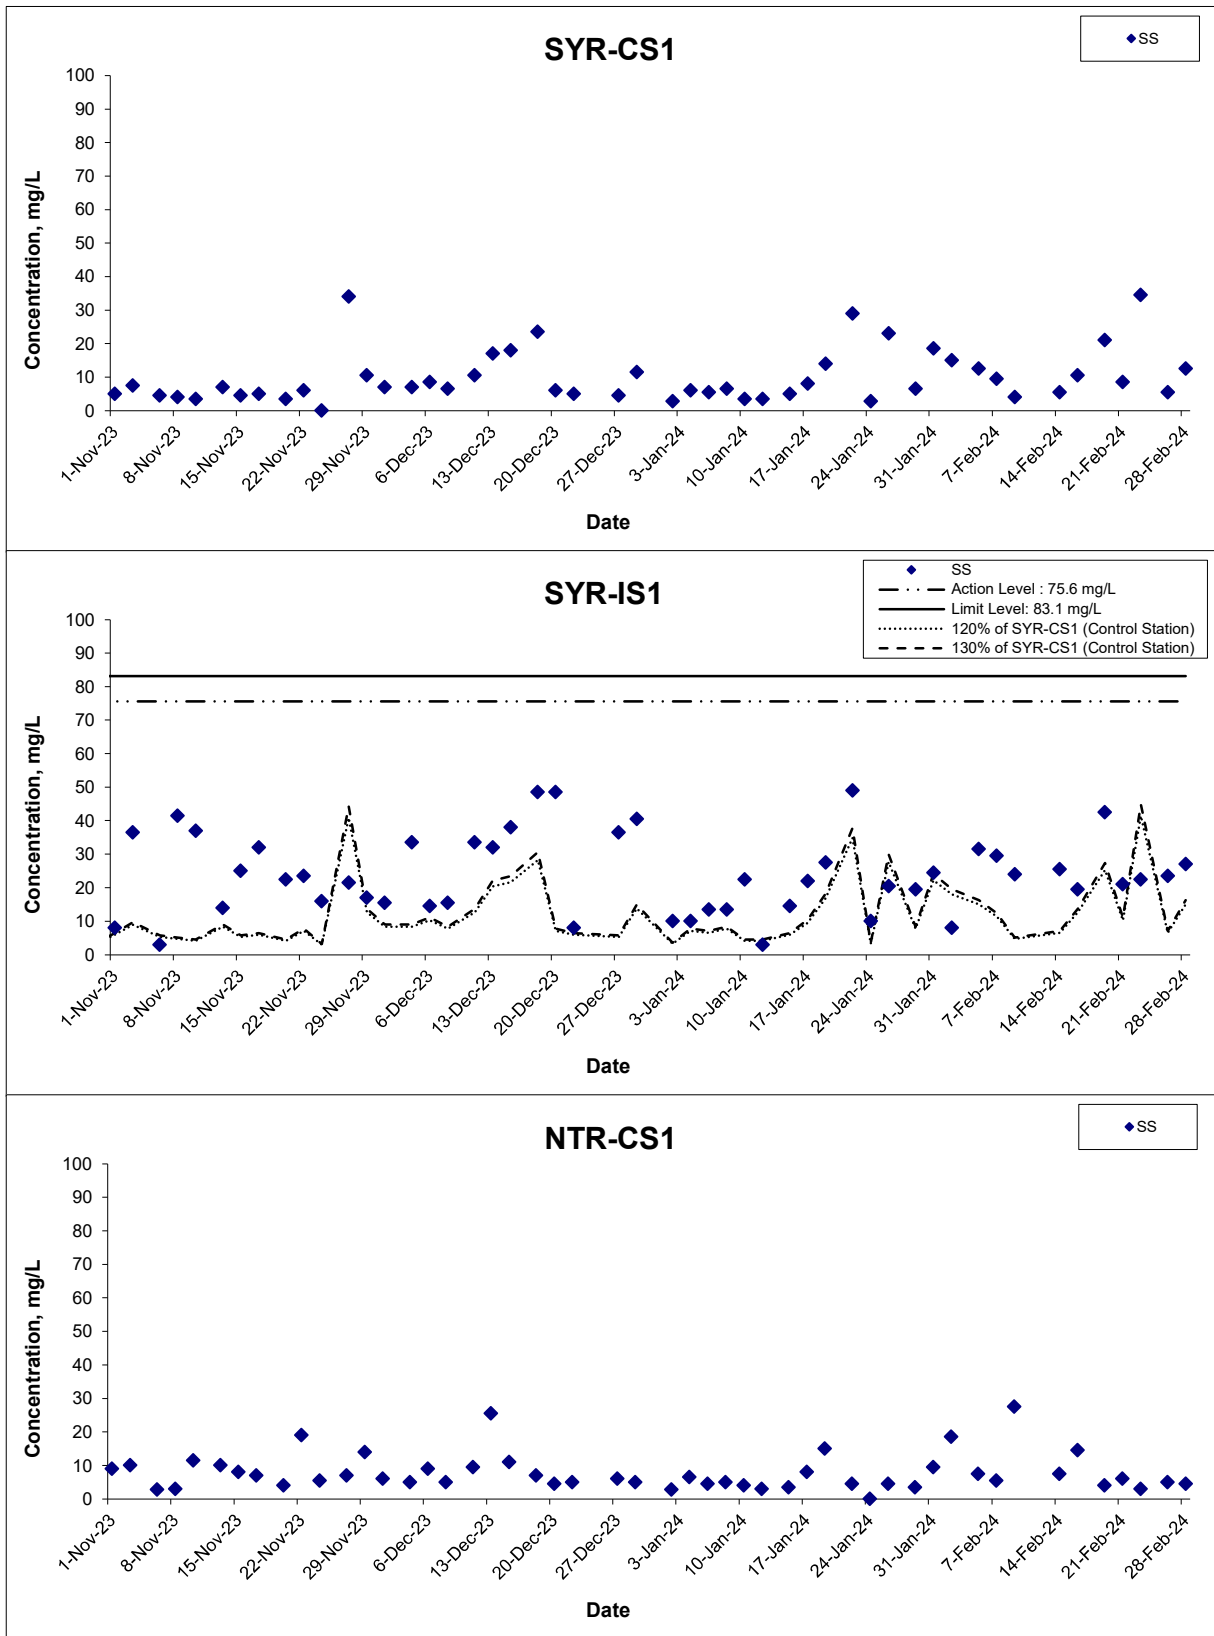 SYR-CS1
SS
Concentration, mg/L
100
90
80
70
60
50
40
30
20
10
0
1-Nov-23
8-Nov-23
15-Nov-23
22-Nov-23
29-Nov-23
6-Dec-23
13-Dec-23
20-Dec-23
27-Dec-23
3-Jan-24
10-Jan-24
17-Jan-24
24-Jan-24
31-Jan-24
7-Feb-24
14-Feb-24
21-Feb-24
28-Feb-24
Date
SYR-IS1
SS
Action Level : 75.6 mg/L
Limit Level: 83.1 mg/L
120% of SYR-CS1 (Control Station)
130% of SYR-CS1 (Control Station)
Concentration, mg/L
100
90
80
70
60
50
40
30
20
10
0
1-Nov-23
8-Nov-23
15-Nov-23
22-Nov-23
29-Nov-23
6-Dec-23
13-Dec-23
20-Dec-23
27-Dec-23
3-Jan-24
10-Jan-24
17-Jan-24
24-Jan-24
31-Jan-24
7-Feb-24
14-Feb-24
21-Feb-24
28-Feb-24
Date
NTR-CS1
SS
Concentration, mg/L
100
90
80
70
60
50
40
30
20
10
0
1-Nov-23
8-Nov-23
15-Nov-23
22-Nov-23
29-Nov-23
6-Dec-23
13-Dec-23
20-Dec-23
27-Dec-23
3-Jan-24
10-Jan-24
17-Jan-24
24-Jan-24
31-Jan-24
7-Feb-24
14-Feb-24
21-Feb-24
28-Feb-24
Date